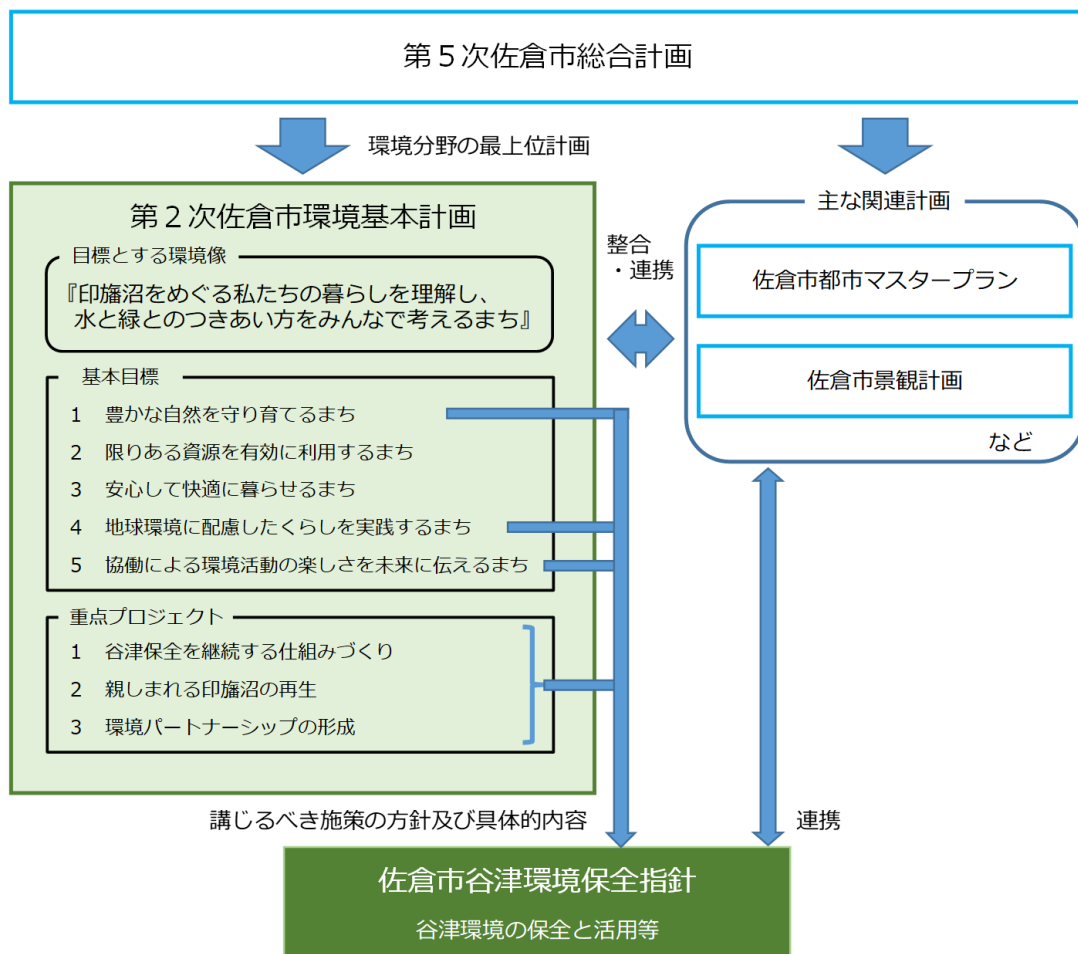 第５次佐倉市総合計画
環境分野の最上位計画
第２次佐倉市環境基本計画
目標とする環境像
『印旛沼をめぐる私たちの暮らしを理解し、
水と緑とのつきあい方をみんなで考えるまち』
基本目標
1 豊かな自然を守り育てるまち
2 限りある資源を有効に利用するまち
3 安心して快適に暮らせるまち
4 地球環境に配慮したくらしを実践するまち
5 協働による環境活動の楽しさを未来に伝えるまち
重点プロジェクト
1 谷津保全を継続する仕組みづくり
2 親しまれる印旛沼の再生
3 環境パートナーシップの形成
整合
・連携
主な関連計画
佐倉市都市マスタープラン
佐倉市景観計画
など
講じるべき施策の方針及び具体的内容
連携
佐倉市谷津環境保全指針
谷津環境の保全と活用等